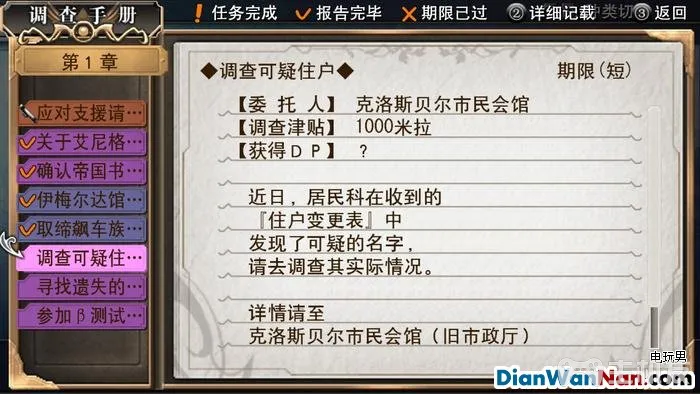 调查手册
! 任务完成 ✓ 报告完毕 × 期限已过 ② 详细记载 ③ 返回
第1章
应对支援请…
关于艾尼格…
确认帝国书…
伊梅尔达馆…
取缔飙车族…
调查可疑住…
寻找遗失的…
参加β测试…
◆调查可疑住户◆ 期限(短)
【委托人】 克洛斯贝尔市民会馆
【调查津贴】 1000米拉
【获得DP】 ?
近日,居民科在收到的
『住户变更表』中
发现了可疑的名字,
请去调查其实际情况。
详情请至
克洛斯贝尔市民会馆(旧市政厅)
电玩男
DianWanNan.com